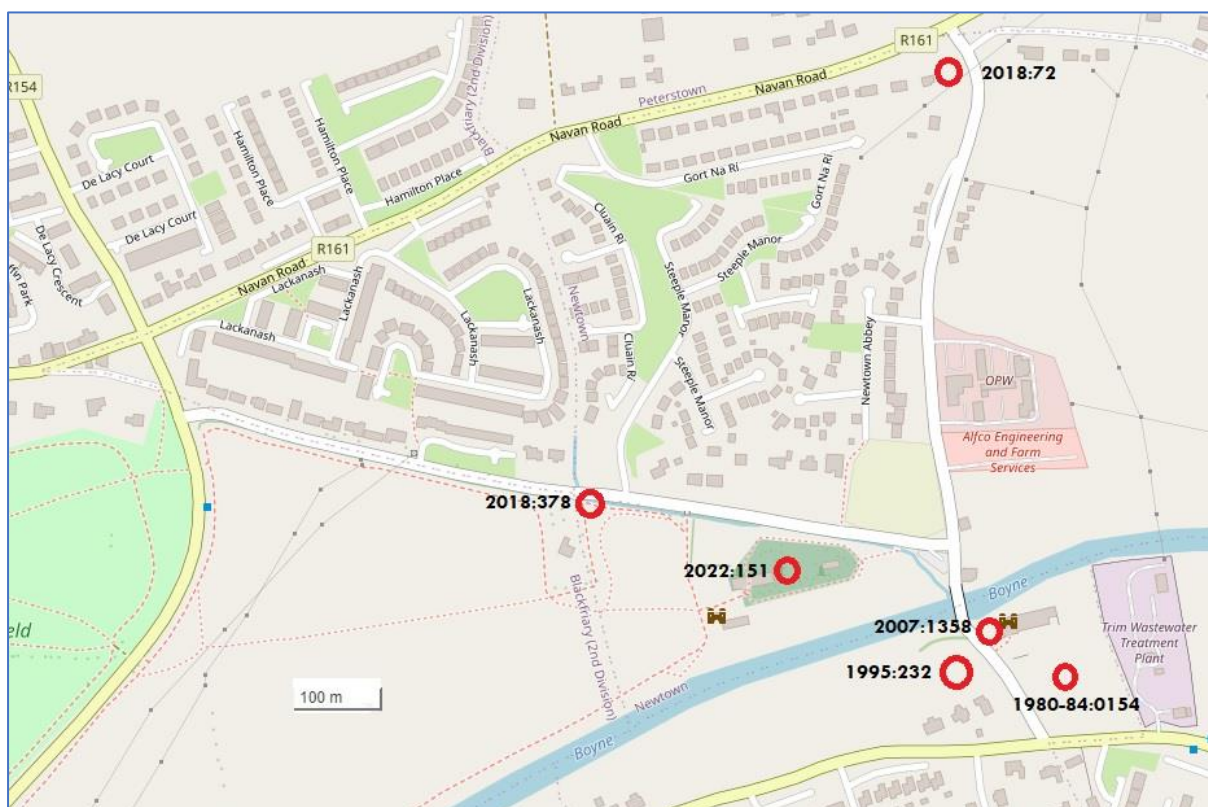 R161
2018:72
R154
Peterstown
Navan Road
Blackfriary (2nd Division)
Navan Road
Hamilton Place
Hamilton Place
De Lacy Court
Hamilton Place
Gort Na Rí
Gort Na Rí
De Lacy Court
Cluain Rí
R161
De Lacy Crescent
Steeple Manor
Navan Road
Lackanash
Lackanash
Newtown
Steeple Manor
Lackanash
Lackanash
Cluain Rí
Steeple Manor
Newtown Abbey
OPW
Alfco Engineering
and Farm
Services
2018:378
2022:151
Boyne
Blackfriary (2nd Division)
2007:1358
Trim Wastewater
Treatment
Plant
1995:232
100 m
Newtown
1980-84:0154
Boyne